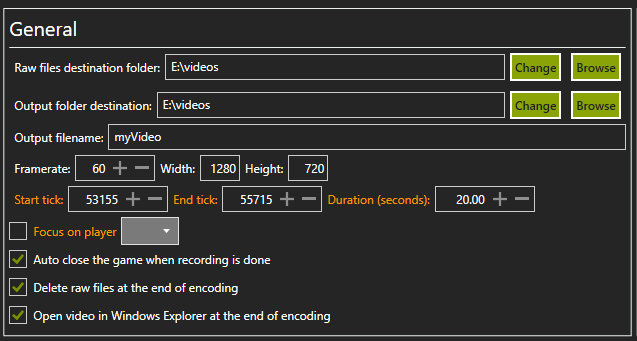 General
Raw files destination folder: E:\videos Change Browse
Output folder destination: E:\videos Change Browse
Output filename: myVideo
Framerate: 60 + − Width: 1280 Height: 720
Start tick: 53155 + − End tick: 55715 + − Duration (seconds): 20.00 + −
Focus on player
Auto close the game when recording is done
Delete raw files at the end of encoding
Open video in Windows Explorer at the end of encoding